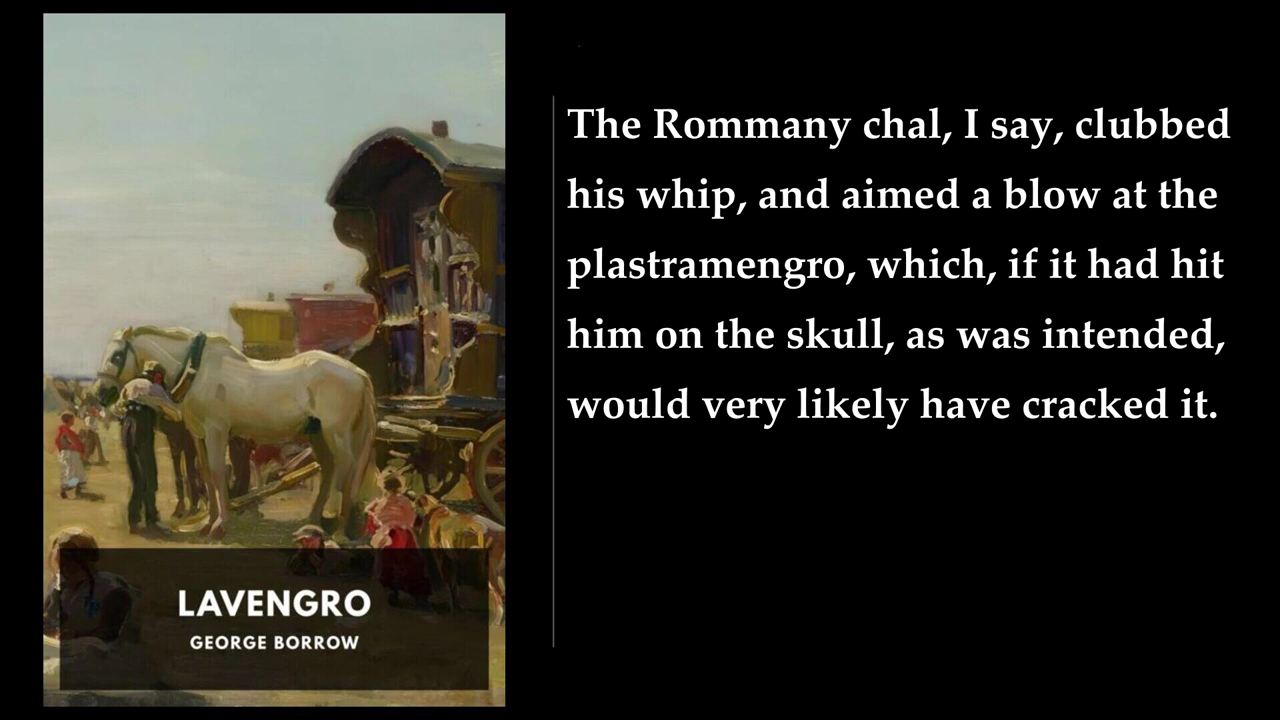 LAVENGRO
GEORGE BORROW
The Rommany chal, I say, clubbed
his whip, and aimed a blow at the
plastramengro, which, if it had hit
him on the skull, as was intended,
would very likely have cracked it.